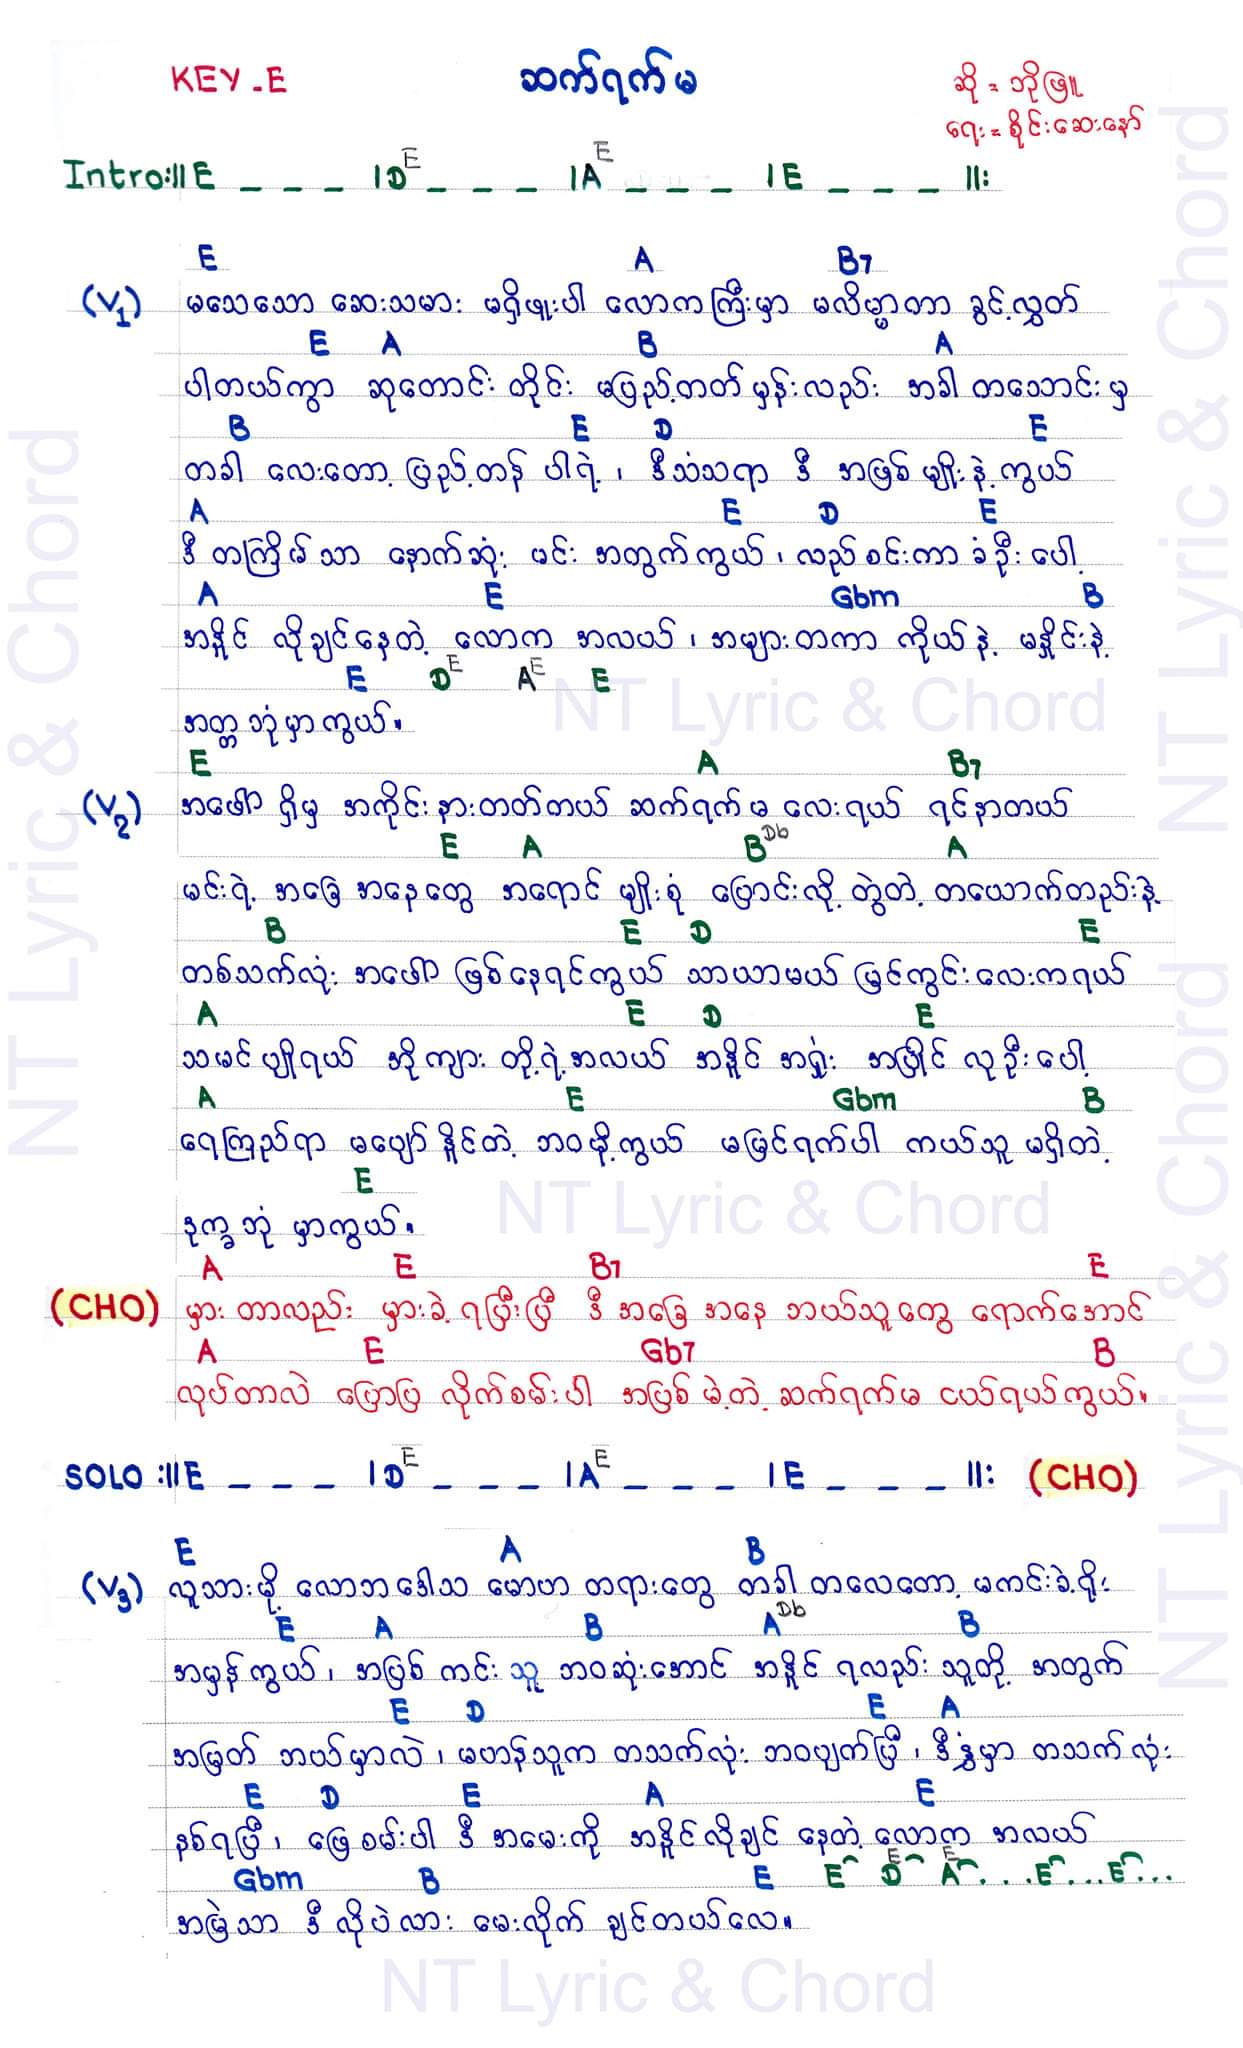 KEY - E
ဆက်ရက်မ
ဆို = ဘိုဖြူ
ရေး = စိုင်းဆေးနော်
Intro:||E _ _ _ |D E _ _ _ |A E _ _ _ |E _ _ _ ||:
E A B7
(V1) မသေသော ဆေးသမား မရှိဖူးပါ လောကကြီးမှာ မလိမ္မာတာ ခွင့်လွှတ်
E A B A
ပါတယ်ကွာ ဆုတောင်းတိုင်း မပြည့်တတ်မှန်းလည်း အခါတသောင်းမှ
B E D E
တခါ လေးတော့ ပြည့်တန် ပါရဲ့၊ ဒီသံသရာ ဒီ အဖြစ်မျိုးနဲ့ကွယ်
A E D E
ဒီ တကြိမ်သာ နောက်ဆုံး မင်း အတွက်ကွယ်၊ လည်စင်းကာ ခံဦးပေါ့
A E Gbm B
အနိုင် လိုချင်နေတဲ့ လောက အလယ်၊ အများတကာ ကိုယ်နဲ့ မနှိုင်းနဲ့
E D E A E E
အတ္တဘုံမှာကွယ်။
E A B7
(V2) အဖေါ်ရှိမှ အကိုင်းနားတတ်တယ် ဆက်ရက်မလေးရယ် ရင်နာတယ်
E A B Db A
မင်းရဲ့ အခြေအနေတွေ အရောင်မျိုးစုံ ပြောင်းလို့ တွဲတဲ့ တယောက်တည်းနဲ့
B E D E
တစ်သက်လုံး အဖေါ်ဖြစ်နေရင်ကွယ် သာယာမယ် မြင်ကွင်းလေးကရယ်
A E D E
သမင်ပျိုရယ် ဘိုကျား တို့ရဲ့အလယ် အနိုင် အရှုံး အပြိုင် လုဦးပေါ့
A E Gbm B
ရေကြည်ရာ မပျော်နိုင်တဲ့ ဘဝမို့ကွယ် မမြင်ရက်ပါ ကယ်သူမရှိတဲ့
E
ဒုက္ခဘုံ မှာကွယ်။
A E B7 E
(CHO) မှားတာလည်း မှားခဲ့ရပြီးပြီ ဒီအခြေအနေ ဘယ်သူတွေ ရောက်အောင်
A E Gb7 B
လုပ်တာလဲ ပြောပြလိုက်စမ်းပါ အပြစ်မဲ့တဲ့ ဆက်ရက်မငယ်ရယ်ကွယ်။
SOLO :||E _ _ _ |D E _ _ _ |A E _ _ _ |E _ _ _ ||: (CHO)
E A B
(V3) လူသားမို့ လောဘဒေါသ မောဟာ တရားတွေ တခါတလေတော့ မကင်းခဲ့ရိုး
E A B A Db B
အမှန်ကွယ်၊ အပြစ်ကင်းသူ ဘဝဆုံးအောင် အနိုင်ရလည်း သူတို့အတွက်
E D E A
အမြတ်ဘယ်မှာလဲ၊ မဟန်သူက တသက်လုံး ဘဝပျက်ပြီ၊ ဒီနွံမှာ တသက်လုံး
E D E A E
နစ်ရပြီ၊ ဖြေစမ်းပါ ဒီအမေးကို အနိုင်လိုချင်နေတဲ့ လောကအလယ်
Gbm B E E D E A E ... E ... E ...
အမြဲသာ ဒီလိုပဲလား မေးလိုက်ချင်တယ်လေ။
NT Lyric & Chord
NT Lyric & Chord
NT Lyric & Chord
NT Lyric & Chord
NT Lyric & Chord
NT Lyric & Chord